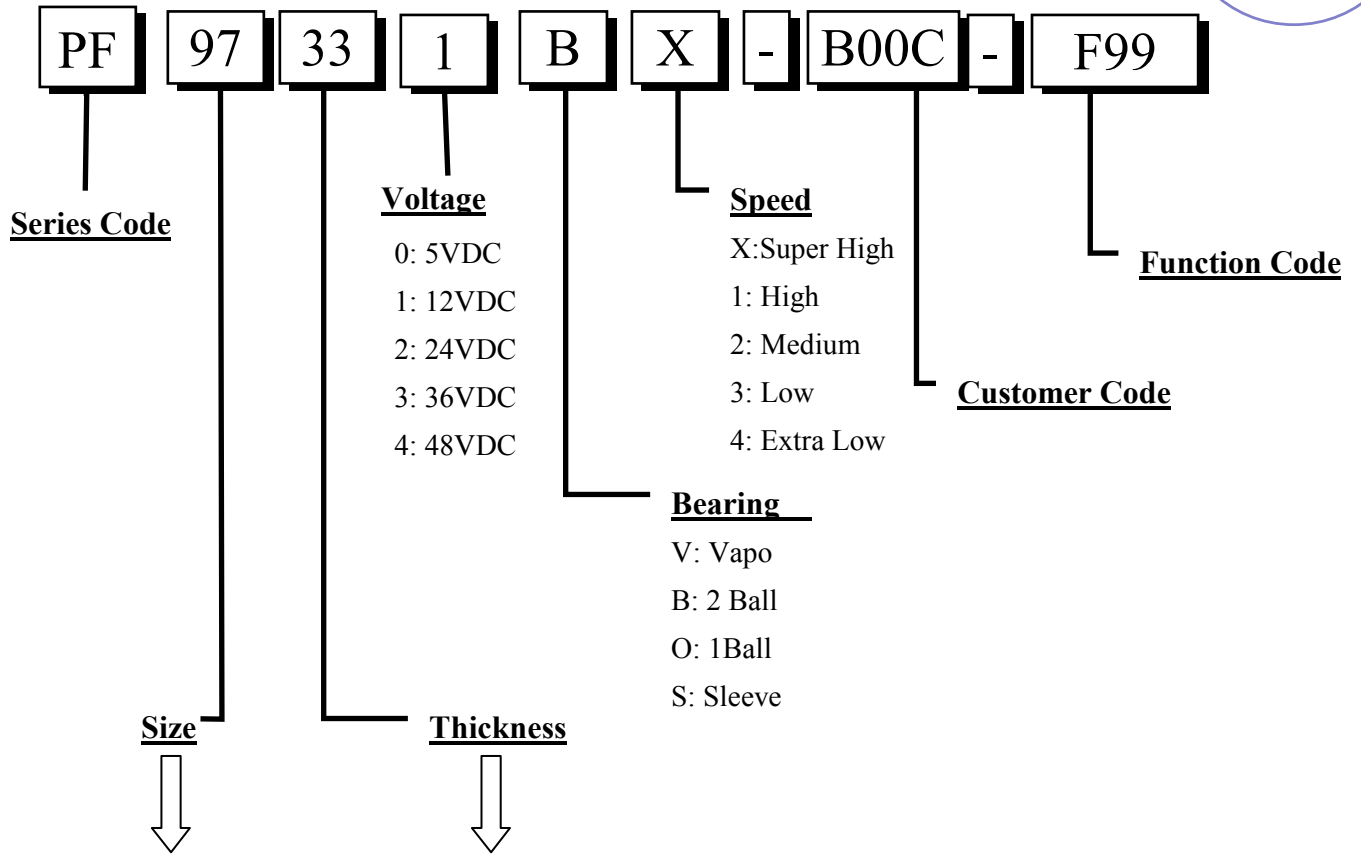 PF 97 33 1 B X - B00C - F99
Series Code
Voltage
0: 5VDC
1: 12VDC
2: 24VDC
3: 36VDC
4: 48VDC
Speed
X:Super High
1: High
2: Medium
3: Low
4: Extra Low
Function Code
Customer Code
Bearing
V: Vapo
B: 2 Ball
O: 1Ball
S: Sleeve
Size
Thickness